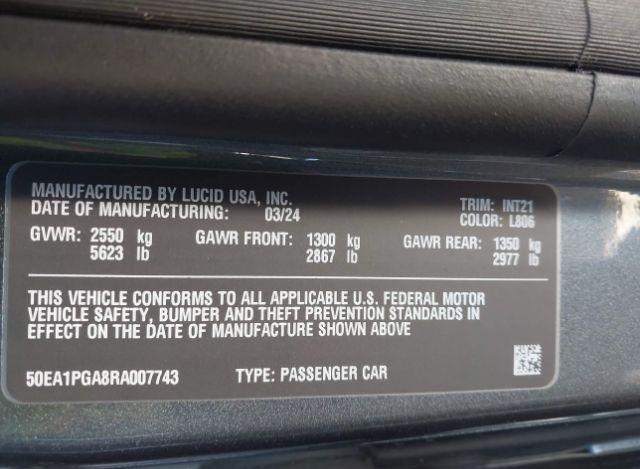 MANUFACTURED BY LUCID USA, INC.
DATE OF MANUFACTURING: 03/24
TRIM: INT21
COLOR: L806
GVWR: 2550 kg GAWR FRONT: 1300 kg GAWR REAR: 1350 kg
5623 lb 2867 lb 2977 lb
THIS VEHICLE CONFORMS TO ALL APPLICABLE U.S. FEDERAL MOTOR
VEHICLE SAFETY, BUMPER AND THEFT PREVENTION STANDARDS IN
EFFECT ON THE DATE OF MANUFACTURE SHOWN ABOVE
50EA1PGA8RA007743 TYPE: PASSENGER CAR